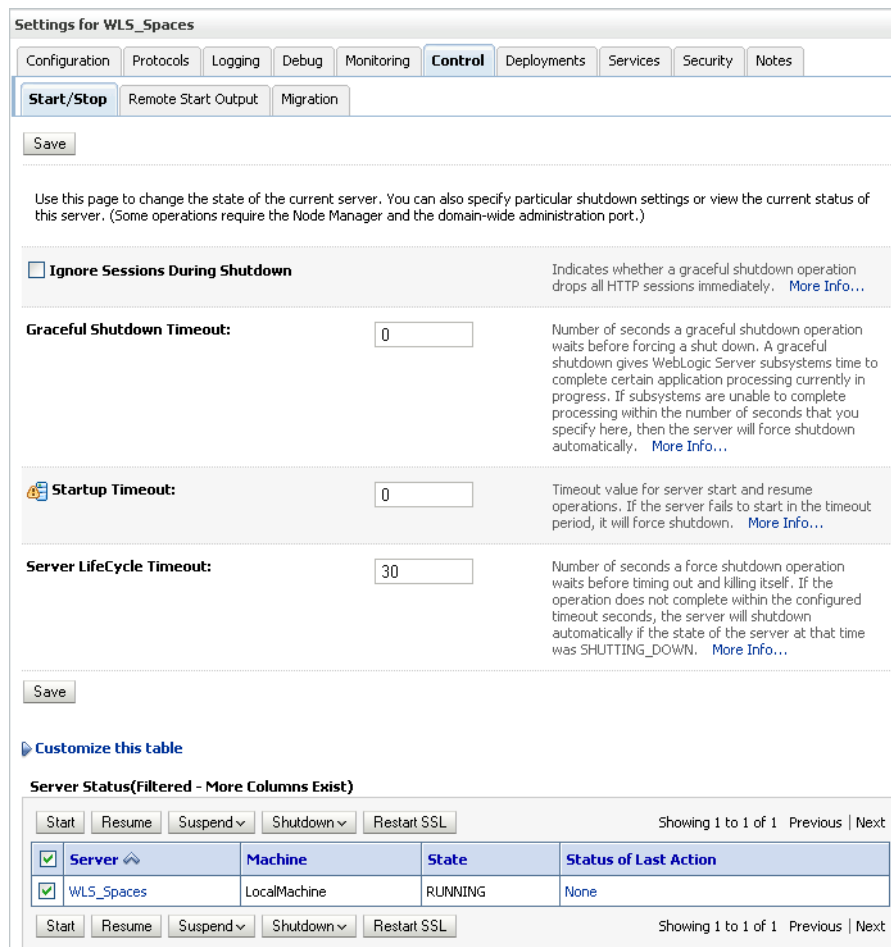 Settings for WLS_Spaces
Configuration Protocols Logging Debug Monitoring Control Deployments Services Security Notes
Start/Stop Remote Start Output Migration
Save
Use this page to change the state of the current server. You can also specify particular shutdown settings or view the current status of
this server. (Some operations require the Node Manager and the domain-wide administration port.)
Ignore Sessions During Shutdown
Indicates whether a graceful shutdown operation
drops all HTTP sessions immediately. More Info...
Graceful Shutdown Timeout:
0
Number of seconds a graceful shutdown operation
waits before forcing a shut down. A graceful
shutdown gives WebLogic Server subsystems time to
complete certain application processing currently in
progress. If subsystems are unable to complete
processing within the number of seconds that you
specify here, then the server will force shutdown
automatically. More Info...
Startup Timeout:
0
Timeout value for server start and resume
operations. If the server fails to start in the timeout
period, it will force shutdown. More Info...
Server LifeCycle Timeout:
30
Number of seconds a force shutdown operation
waits before timing out and killing itself. If the
operation does not complete within the configured
timeout seconds, the server will shutdown
automatically if the state of the server at that time
was SHUTTING_DOWN. More Info...
Save
Customize this table
Server Status(Filtered - More Columns Exist)
Start Resume Suspend Shutdown Restart SSL Showing 1 to 1 of 1 Previous | Next
Server Machine State Status of Last Action
WLS_Spaces LocalMachine RUNNING None
Start Resume Suspend Shutdown Restart SSL Showing 1 to 1 of 1 Previous | Next